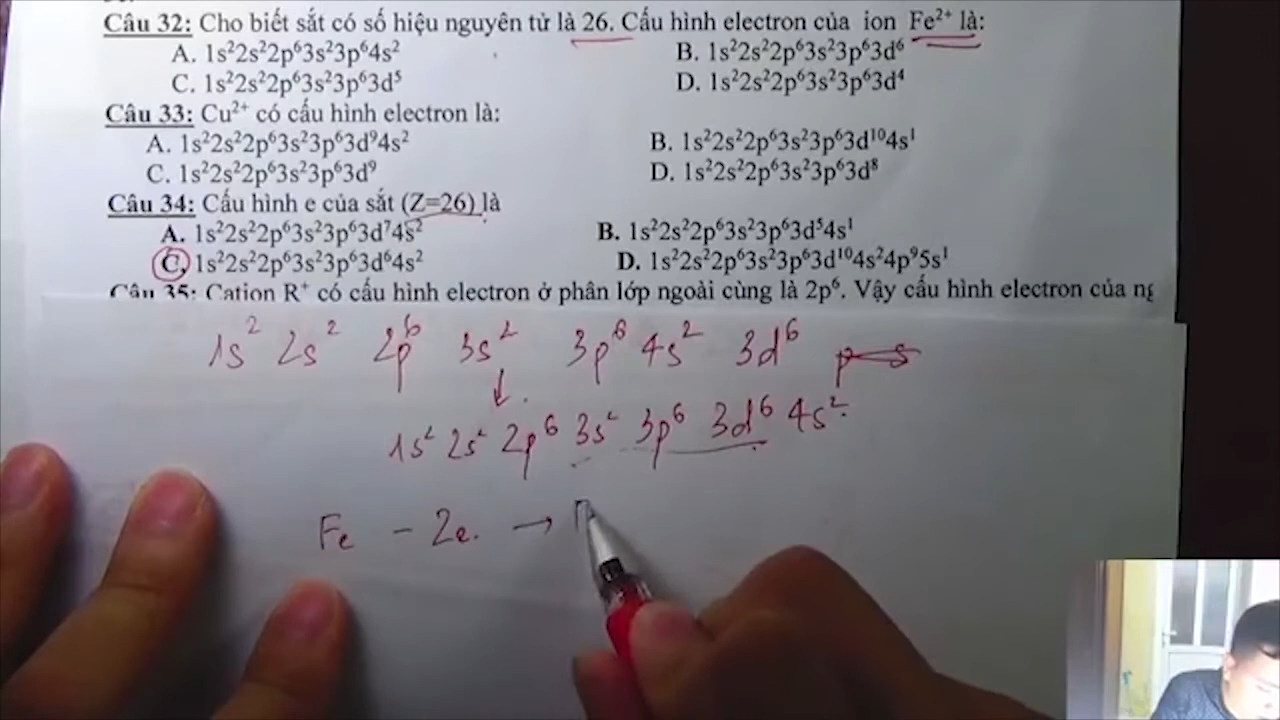 Câu 32: Cho biết sắt có số hiệu nguyên tử là 26. Cấu hình electron của ion Fe²⁺ là:
A. 1s²2s²2p⁶3s²3p⁶4s² B. 1s²2s²2p⁶3s²3p⁶3d⁶
C. 1s²2s²2p⁶3s²3p⁶3d⁵ D. 1s²2s²2p⁶3s²3p⁶3d⁴
Câu 33: Cu²⁺ có cấu hình electron là:
A. 1s²2s²2p⁶3s²3p⁶3d⁹4s² B. 1s²2s²2p⁶3s²3p⁶3d¹⁰4s¹
C. 1s²2s²2p⁶3s²3p⁶3d⁹ D. 1s²2s²2p⁶3s²3p⁶3d⁸
Câu 34: Cấu hình e của sắt (Z=26) là
A. 1s²2s²2p⁶3s²3p⁶3d⁷4s² B. 1s²2s²2p⁶3s²3p⁶3d⁵4s¹
C. 1s²2s²2p⁶3s²3p⁶3d⁶4s² D. 1s²2s²2p⁶3s²3p⁶3d¹⁰4s²4p⁹5s¹
Câu 35: Cation R⁺ có cấu hình electron ở phân lớp ngoài cùng là 2p⁶. Vậy cấu hình electron của
1s² 2s² 2p⁶ 3s² 3p⁶ 4s² 3d⁶
1s² 2s² 2p⁶ 3s² 3p⁶ 3d⁶ 4s²
Fe - 2e. →